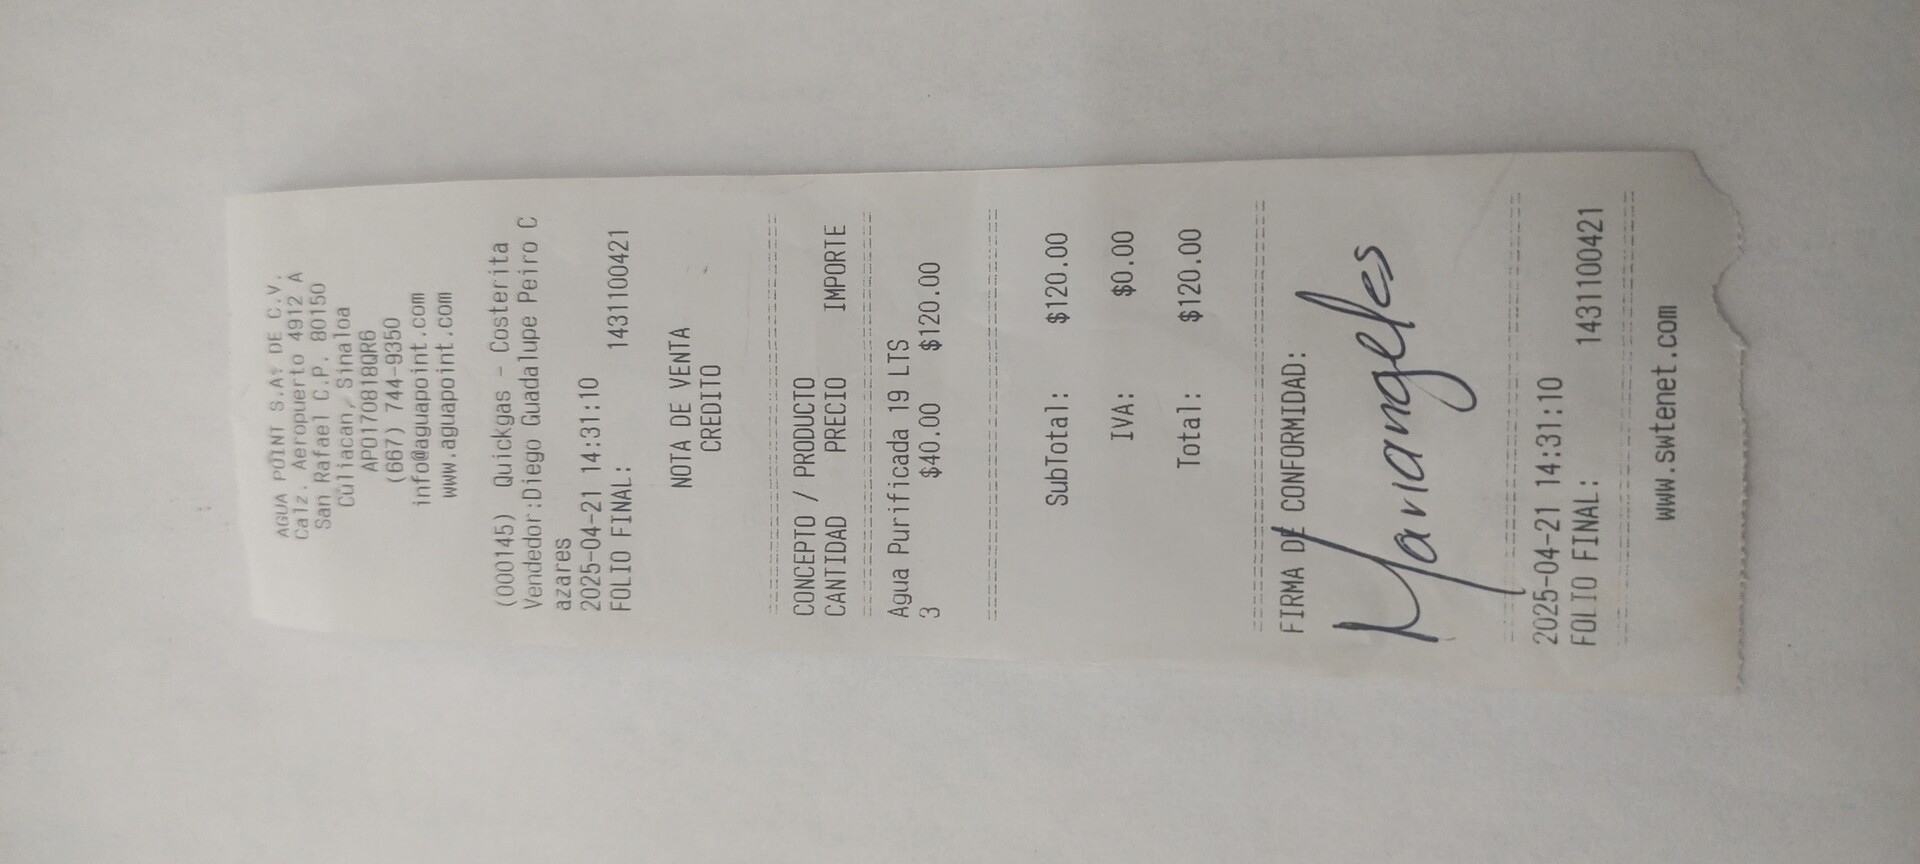 AGUA POINT S.A. DE C.V.
Calz. Aeropuerto 4912 A
San Rafael C.P. 80150
Culiacan, Sinaloa
APO170818QR6
(667) 744-9350
info@aguapoint.com
www.aguapoint.com
(000145) Quickgas - Costerita
Vendedor:Diego Guadalupe Peiro C
azares
2025-04-21 14:31:10
FOLIO FINAL: 1431100421
NOTA DE VENTA
CREDITO
CONCEPTO / PRODUCTO
CANTIDAD PRECIO IMPORTE
Agua Purificada 19 LTS
3 $40.00 $120.00
SubTotal: $120.00
IVA: $0.00
Total: $120.00
FIRMA DE CONFORMIDAD:
Mariangeles
2025-04-21 14:31:10
FOLIO FINAL: 1431100421
www.swtenet.com